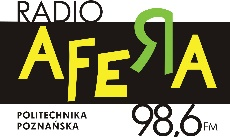 RADIO
AFERA
POLITECHNIKA
POZNAŃSKA
98,6 FM